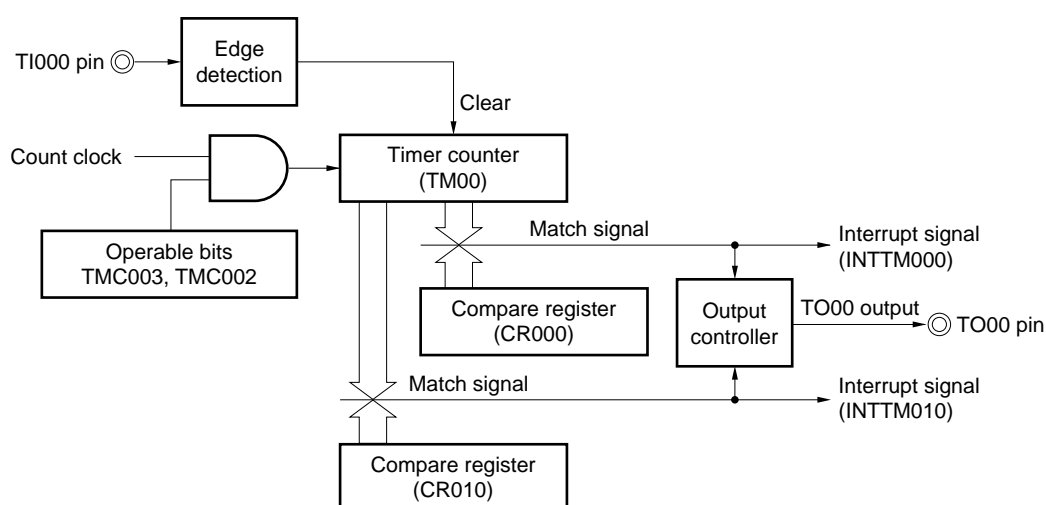 Edge
detection
TI000 pin
Clear
Count clock
Timer counter
(TM00)
Operable bits
TMC003, TMC002
Match signal
Interrupt signal
(INTTM000)
Compare register
(CR000)
Output
controller
TO00 output
TO00 pin
Match signal
Interrupt signal
(INTTM010)
Compare register
(CR010)